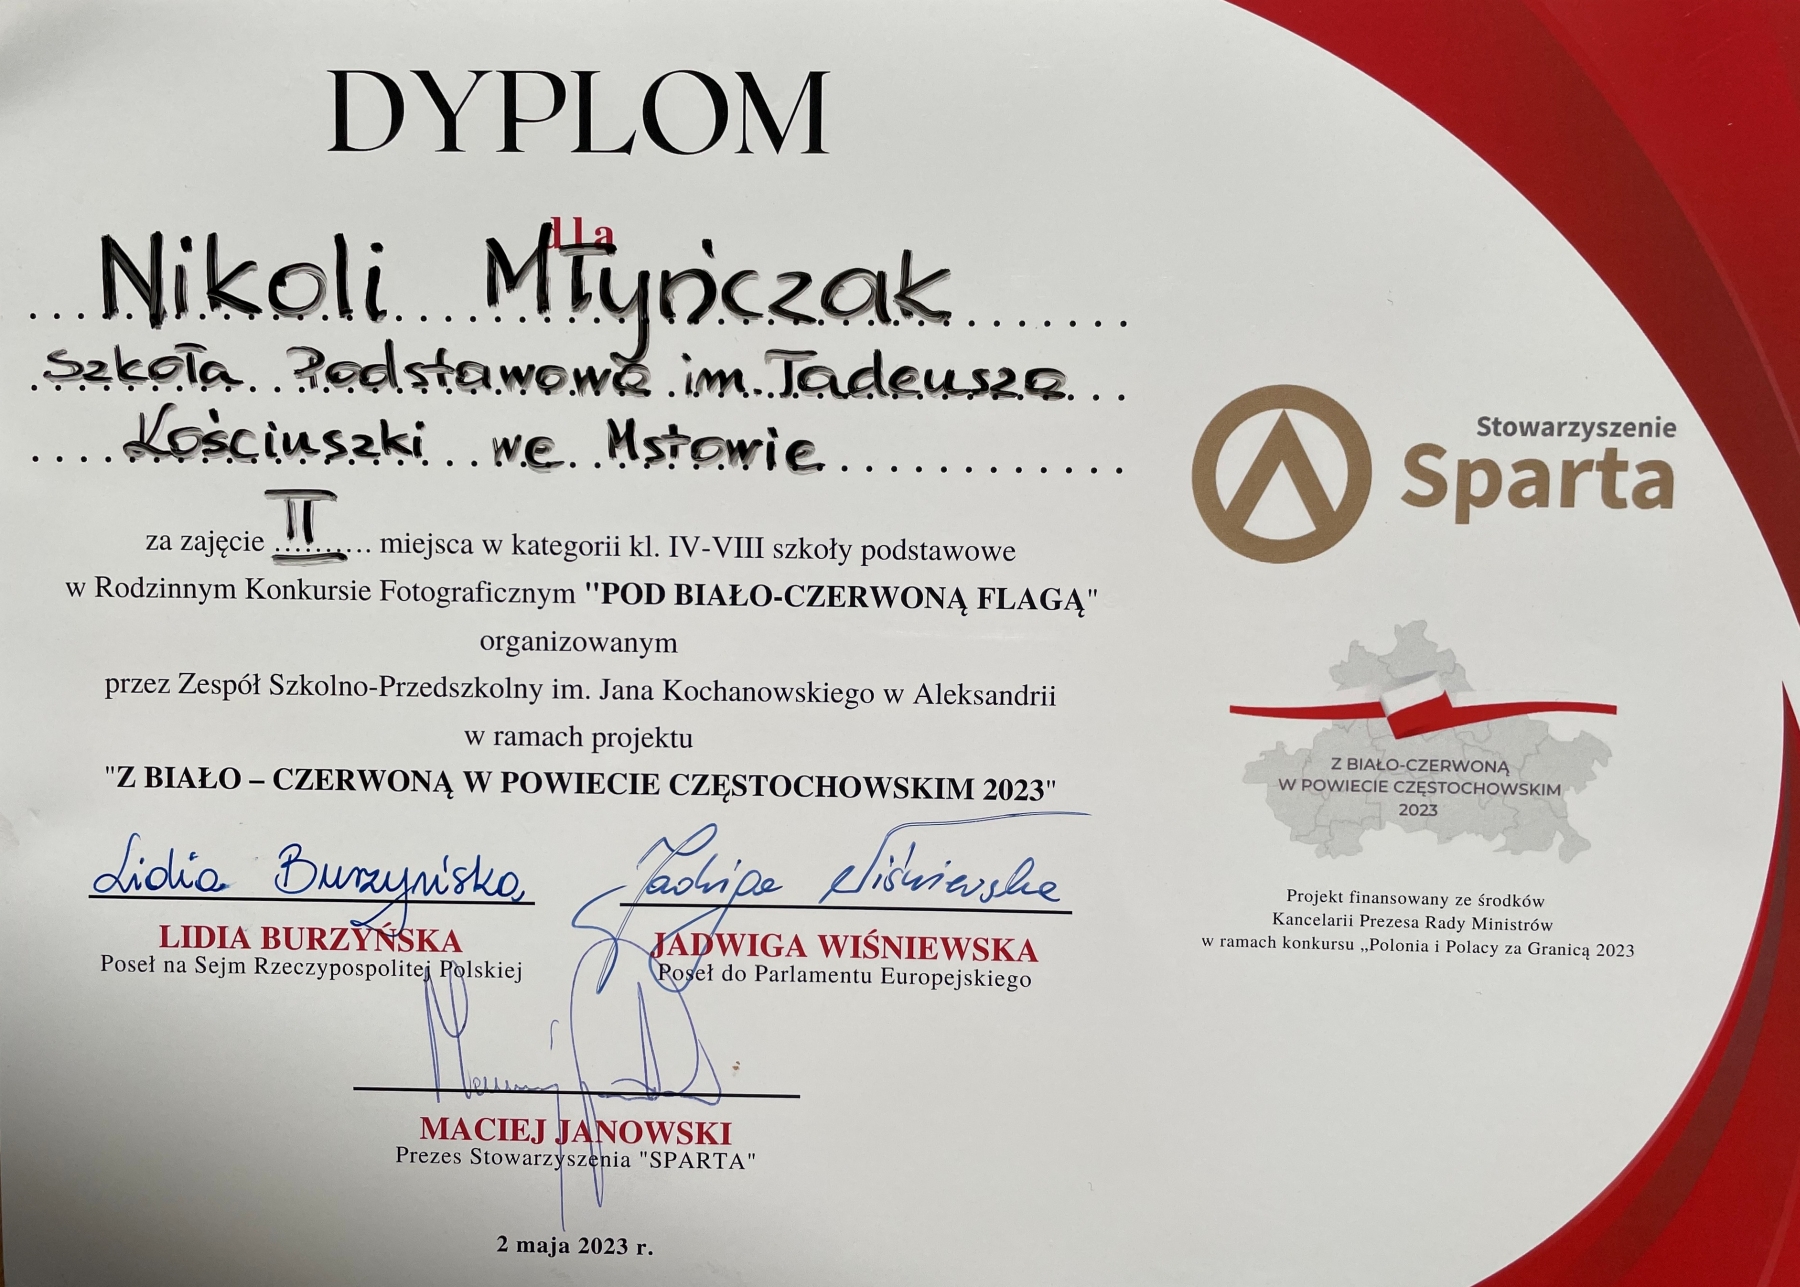 DYPLOM
dla
Nikoli Młyńczak
Szkoła Podstawowa im. Tadeusza
Kościuszki we Mstowie
za zajęcie II miejsca w kategorii kl. IV-VIII szkoły podstawowe
w Rodzinnym Konkursie Fotograficznym "POD BIAŁO-CZERWONĄ FLAGĄ"
organizowanym
przez Zespół Szkolno-Przedszkolny im. Jana Kochanowskiego w Aleksandrii
w ramach projektu
"Z BIAŁO – CZERWONĄ W POWIECIE CZĘSTOCHOWSKIM 2023"
Lidia Burzyńska
Jadwiga Wiśniewska
LIDIA BURZYŃSKA
Poseł na Sejm Rzeczypospolitej Polskiej
JADWIGA WIŚNIEWSKA
Poseł do Parlamentu Europejskiego
MACIEJ JANOWSKI
Prezes Stowarzyszenia "SPARTA"
2 maja 2023 r.
Stowarzyszenie
Sparta
Z BIAŁO-CZERWONĄ
W POWIECIE CZĘSTOCHOWSKIM
2023
Projekt finansowany ze środków
Kancelarii Prezesa Rady Ministrów
w ramach konkursu „Polonia i Polacy za Granicą 2023